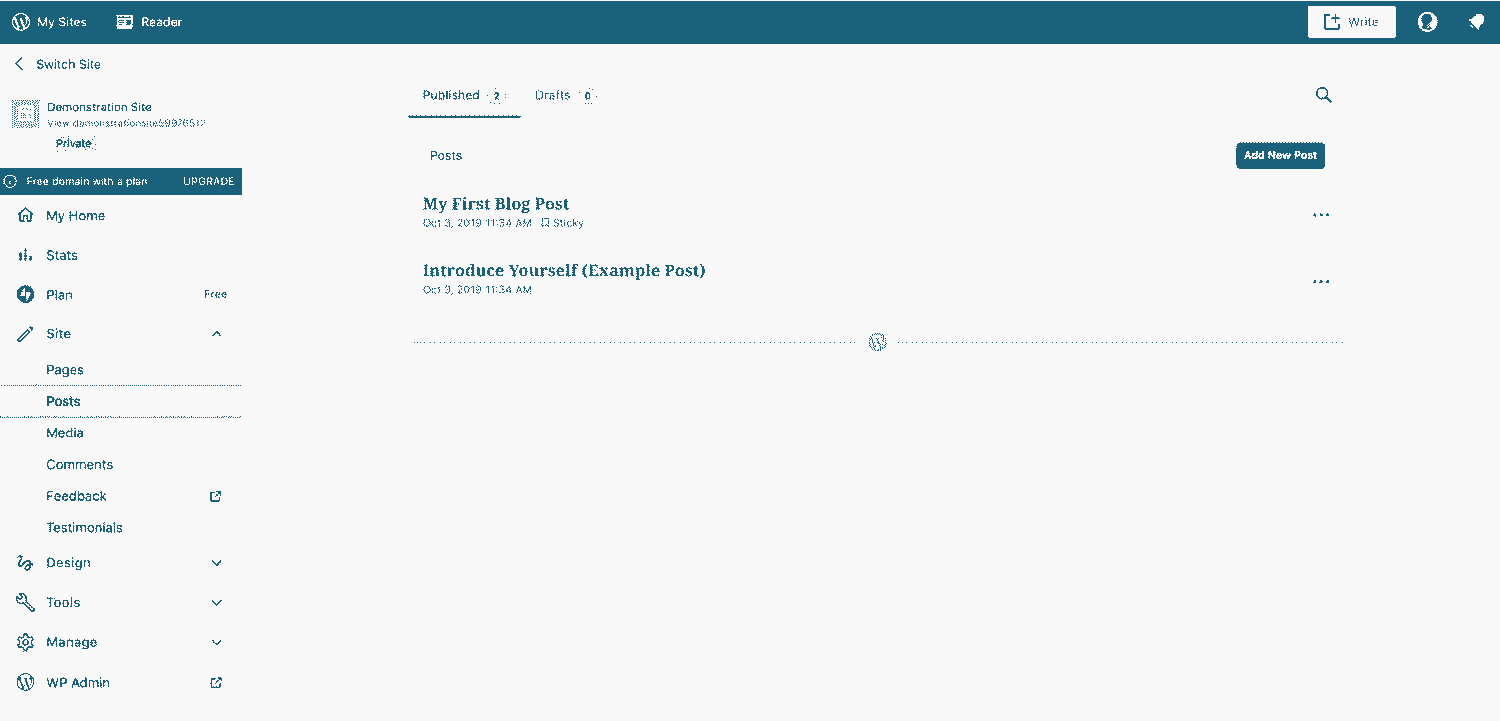 My Sites Reader Write
Switch Site
Demonstration Site
View
Private
Free domain with a plan UPGRADE
My Home
Stats
Plan Free
Site
Pages
Posts
Media
Comments
Feedback
Testimonials
Design
Tools
Manage
WP Admin
Published 2 Drafts 0
Posts Add New Post
My First Blog Post
Oct 3, 2019 11:34 AM Sticky
Introduce Yourself (Example Post)
Oct 3, 2019 11:34 AM